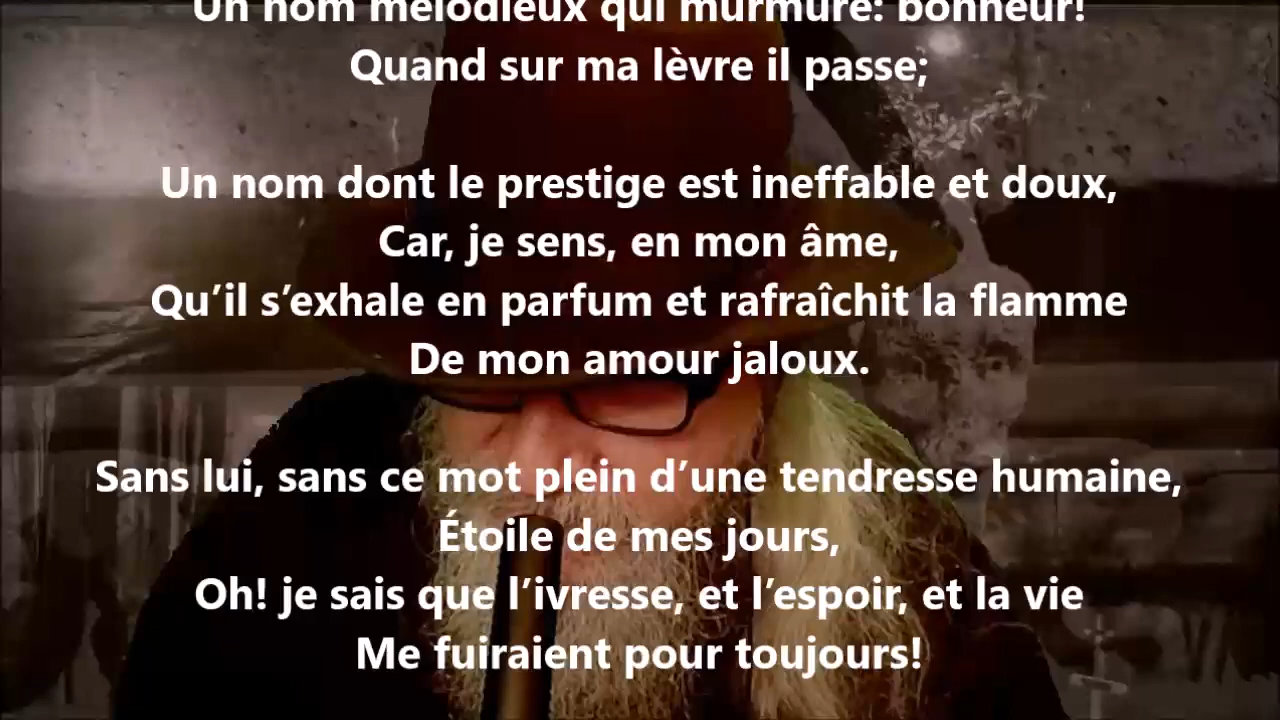 Un nom mélodieux qui murmure: bonheur!
Quand sur ma lèvre il passe;
Un nom dont le prestige est ineffable et doux,
Car, je sens, en mon âme,
Qu’il s’exhale en parfum et rafraîchit la flamme
De mon amour jaloux.
Sans lui, sans ce mot plein d’une tendresse humaine,
Étoile de mes jours,
Oh! je sais que l’ivresse, et l’espoir, et la vie
Me fuiraient pour toujours!